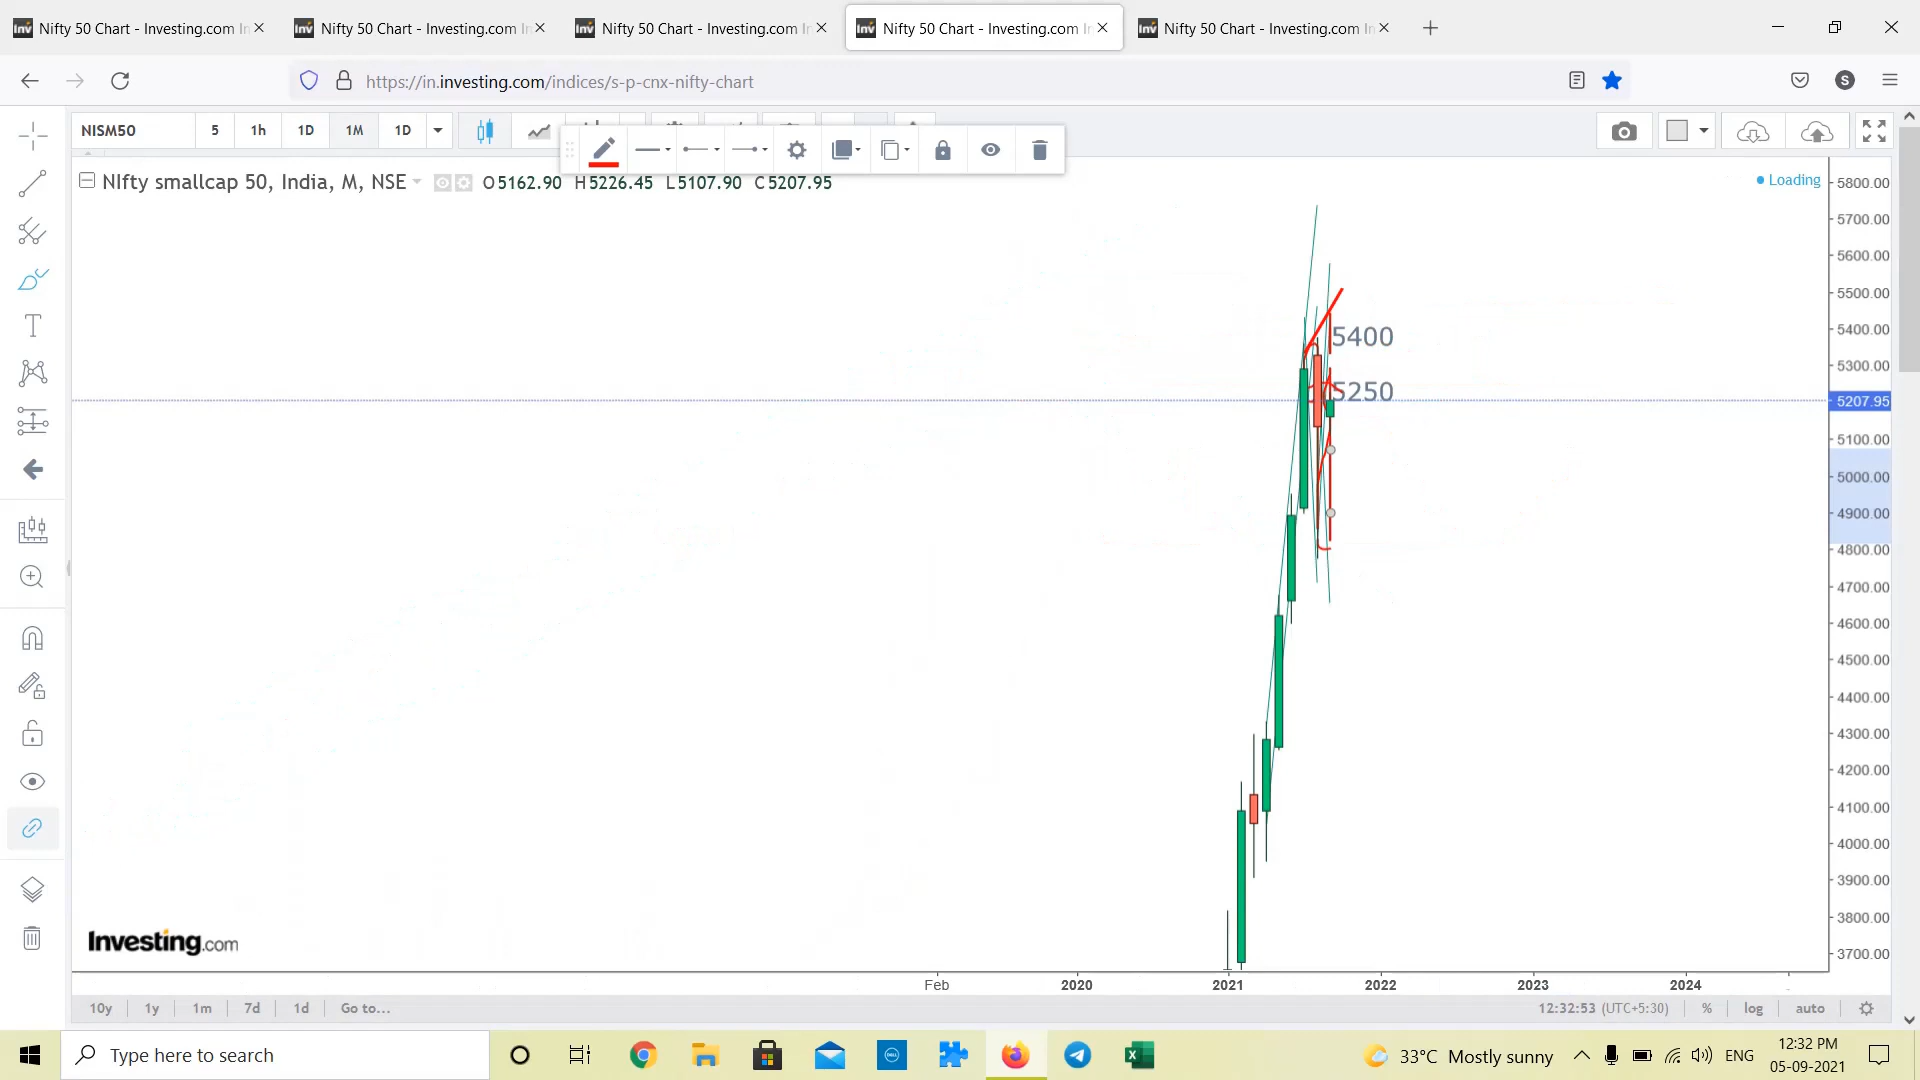 Nifty 50 Chart - Investing.com In
Nifty 50 Chart - Investing.com In
Nifty 50 Chart - Investing.com In
Nifty 50 Chart - Investing.com In
Nifty 50 Chart - Investing.com In
https://in.investing.com/indices/s-p-cnx-nifty-chart
S
NISM50 5 1h 1D 1M 1D
NIfty smallcap 50, India, M, NSE O5162.90 H5226.45 L5107.90 C5207.95
Loading
5800.00
5700.00
5600.00
5500.00
5400.00
5300.00
5207.95
5100.00
5000.00
4900.00
4800.00
4700.00
4600.00
4500.00
4400.00
4300.00
4200.00
4100.00
4000.00
3900.00
3800.00
3700.00
5400
5250
Investing.com
Feb 2020 2021 2022 2023 2024
10y 1y 1m 7d 1d Go to... 12:32:53 (UTC+5:30) % log auto
Type here to search
DELL
33°C Mostly sunny
ENG
12:32 PM
05-09-2021